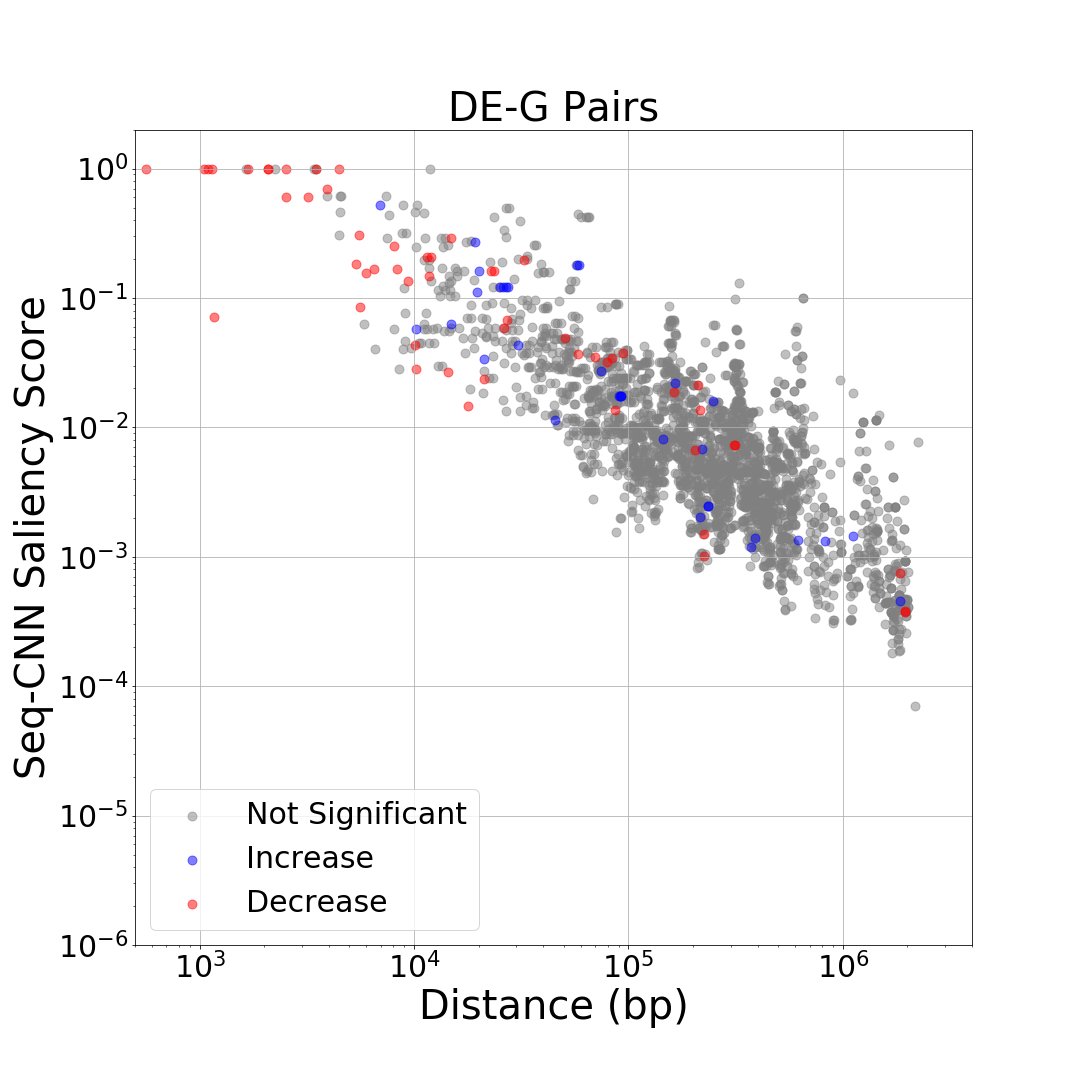 DE-G Pairs
Seq-CNN Saliency Score
10^0
10^-1
10^-2
10^-3
10^-4
10^-5
10^-6
Not Significant
Increase
Decrease
10^3 10^4 10^5 10^6
Distance (bp)